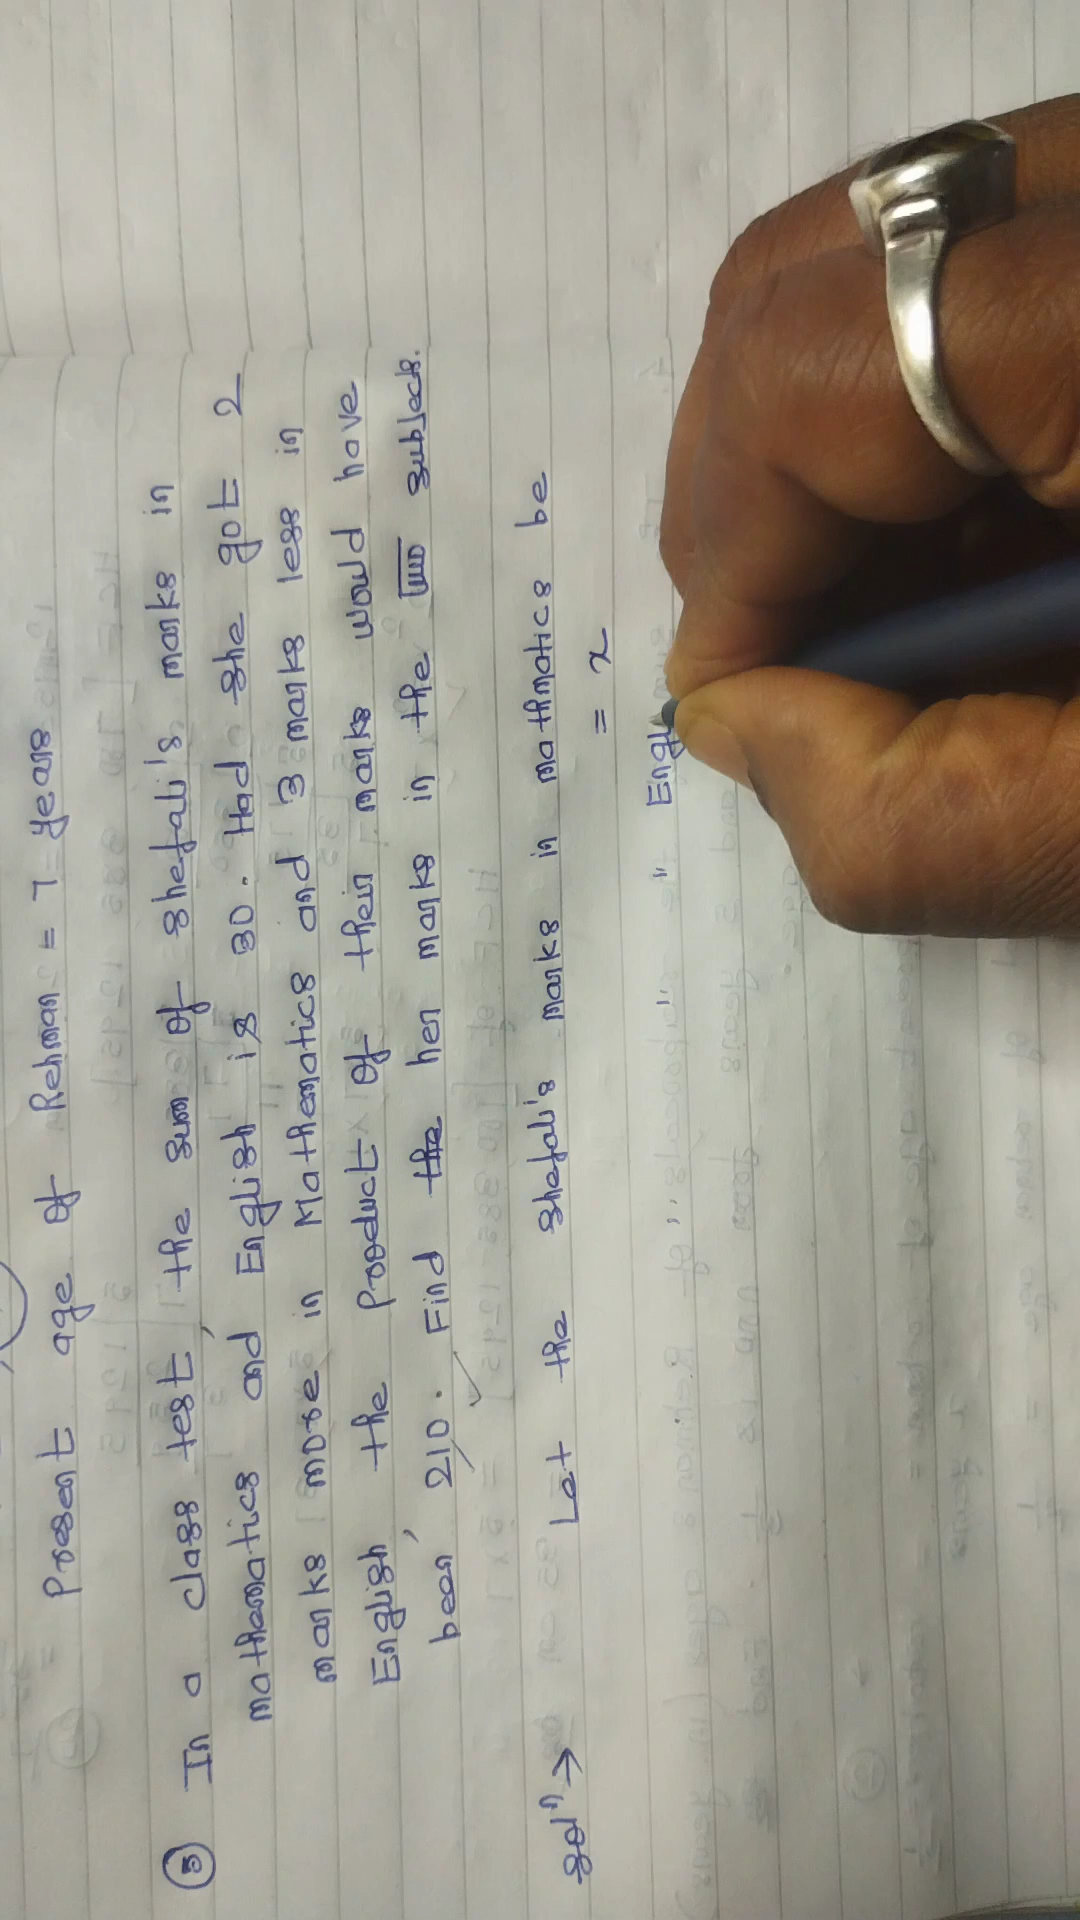 Present age of Rehman = 7 years
⑤ In a class test, the sum of Shefali's marks in
mathematics and English is 30. Had she got 2
marks more in Mathematics and 3 marks less in
English, the product of their marks would have
been 210. Find the her marks in the two subjects.
Solⁿ → Let the Shefali's marks in mathmatics be
= x
" " " Engl